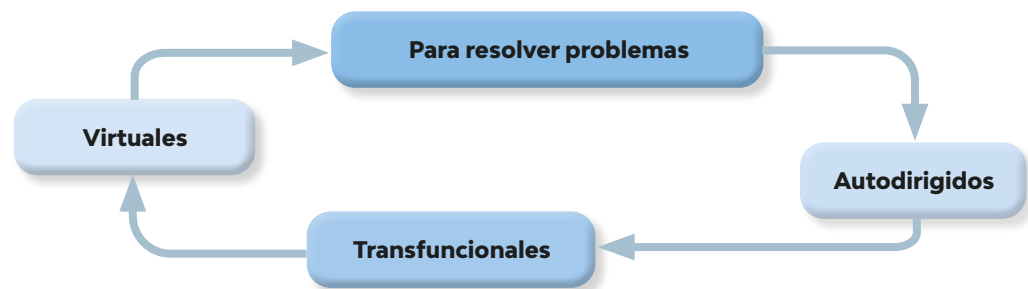 Para resolver problemas
Virtuales
Autodirigidos
Transfuncionales